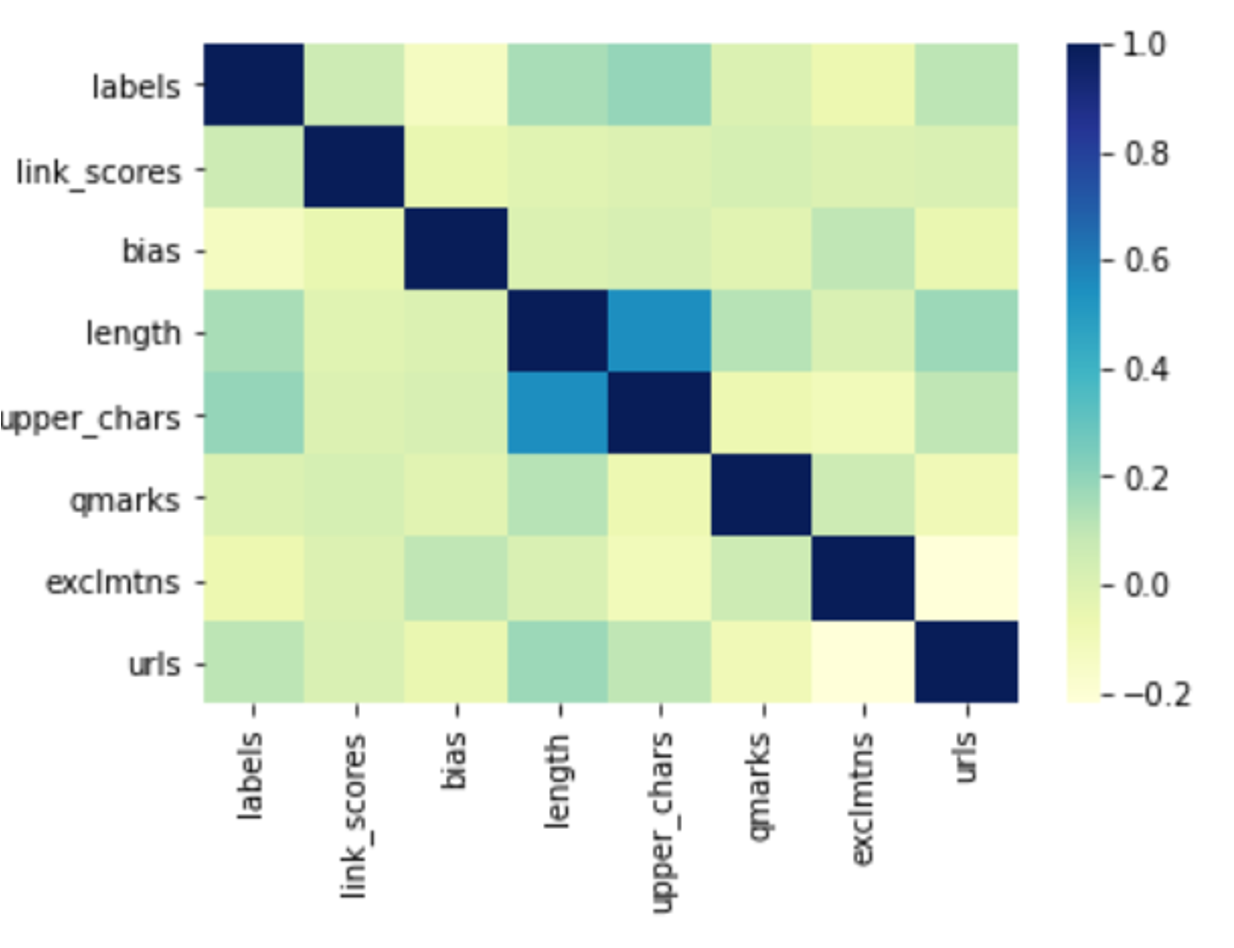 labels
link_scores
bias
length
upper_chars
qmarks
exclmtns
urls
labels
link_scores
bias
length
upper_chars
qmarks
exclmtns
urls
1.0
0.8
0.6
0.4
0.2
0.0
−0.2